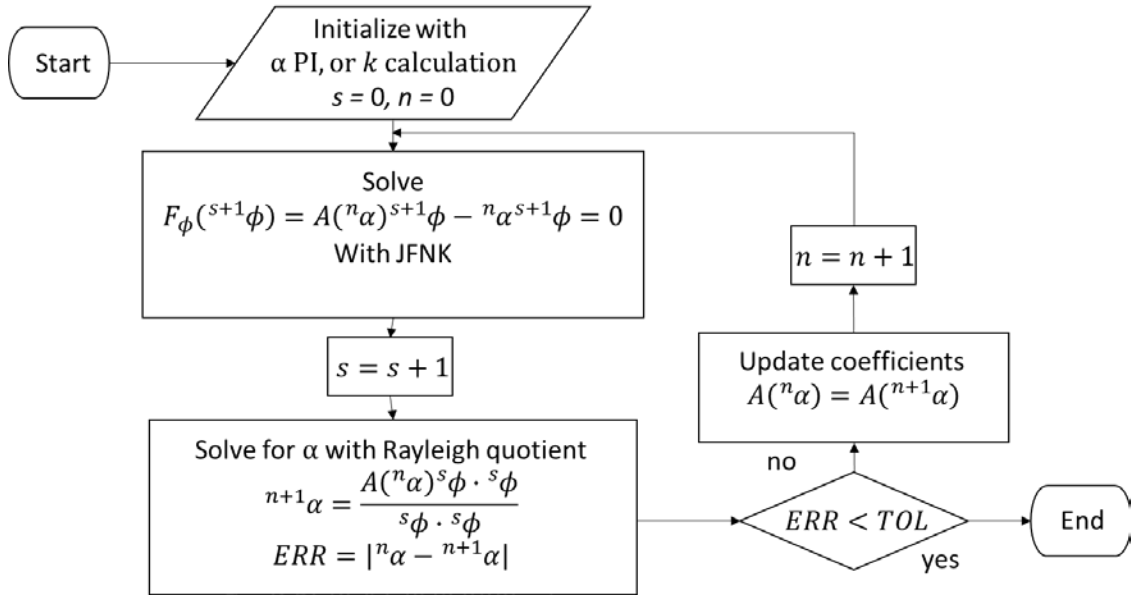 Start
Initialize with
α PI, or k calculation
s = 0, n = 0
Solve
F_ϕ(^{s+1}ϕ) = A(^nα)^{s+1}ϕ − ^nα^{s+1}ϕ = 0
With JFNK
s = s + 1
Solve for α with Rayleigh quotient
^{n+1}α = \frac{A(^nα)^sϕ · ^sϕ}{^sϕ · ^sϕ}
ERR = |^nα − ^{n+1}α|
ERR < TOL
no
yes
Update coefficients
A(^nα) = A(^{n+1}α)
n = n + 1
End